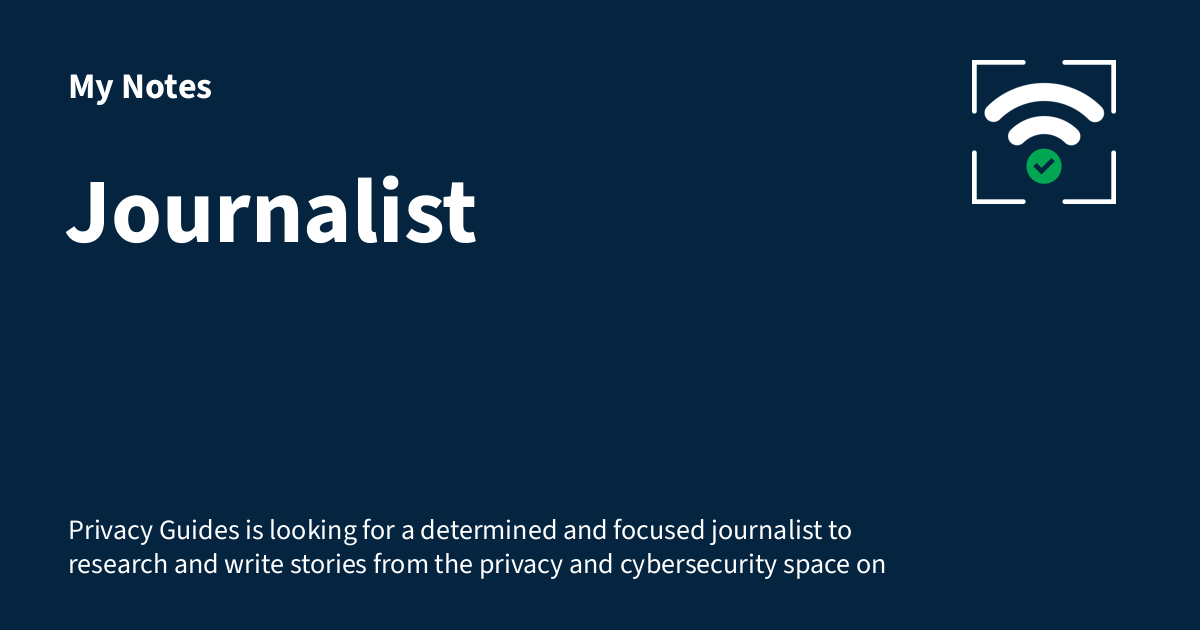 My Notes
Journalist
Privacy Guides is looking for a determined and focused journalist to
research and write stories from the privacy and cybersecurity space on